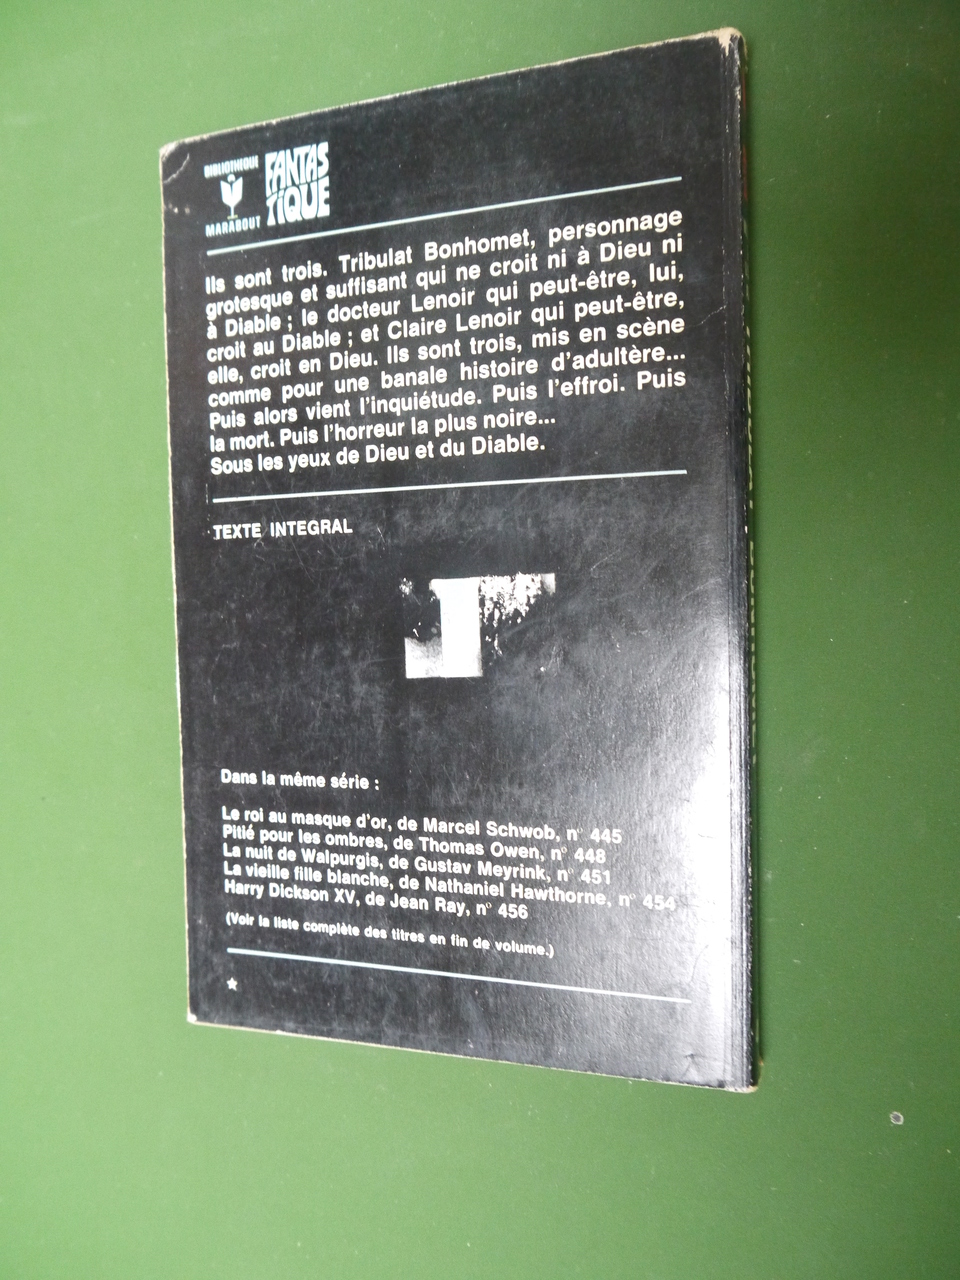 BIBLIOTHEQUE
MARABOUT
FANTAS
TIQUE
Ils sont trois. Tribulat Bonhomet, personnage
grotesque et suffisant qui ne croit ni à Dieu ni
à Diable ; le docteur Lenoir qui peut-être, lui,
croit au Diable ; et Claire Lenoir qui peut-être,
elle, croit en Dieu. Ils sont trois, mis en scène
comme pour une banale histoire d'adultère...
Puis alors vient l'inquiétude. Puis l'effroi. Puis
la mort. Puis l'horreur la plus noire...
Sous les yeux de Dieu et du Diable.
TEXTE INTEGRAL
Dans la même série :
Le roi au masque d'or, de Marcel Schwob, n° 445
Pitié pour les ombres, de Thomas Owen, n° 448
La nuit de Walpurgis, de Gustav Meyrink, n° 451
La vieille fille blanche, de Nathaniel Hawthorne, n° 454
Harry Dickson XV, de Jean Ray, n° 456
(Voir la liste complète des titres en fin de volume.)